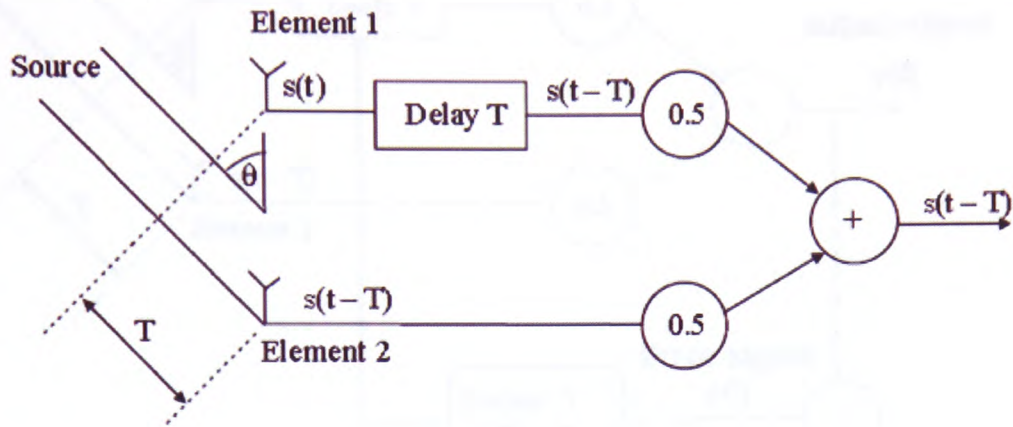 Element 1
Source
s(t)
Delay T
s(t – T)
0.5
θ
+
s(t – T)
s(t – T)
0.5
T
Element 2